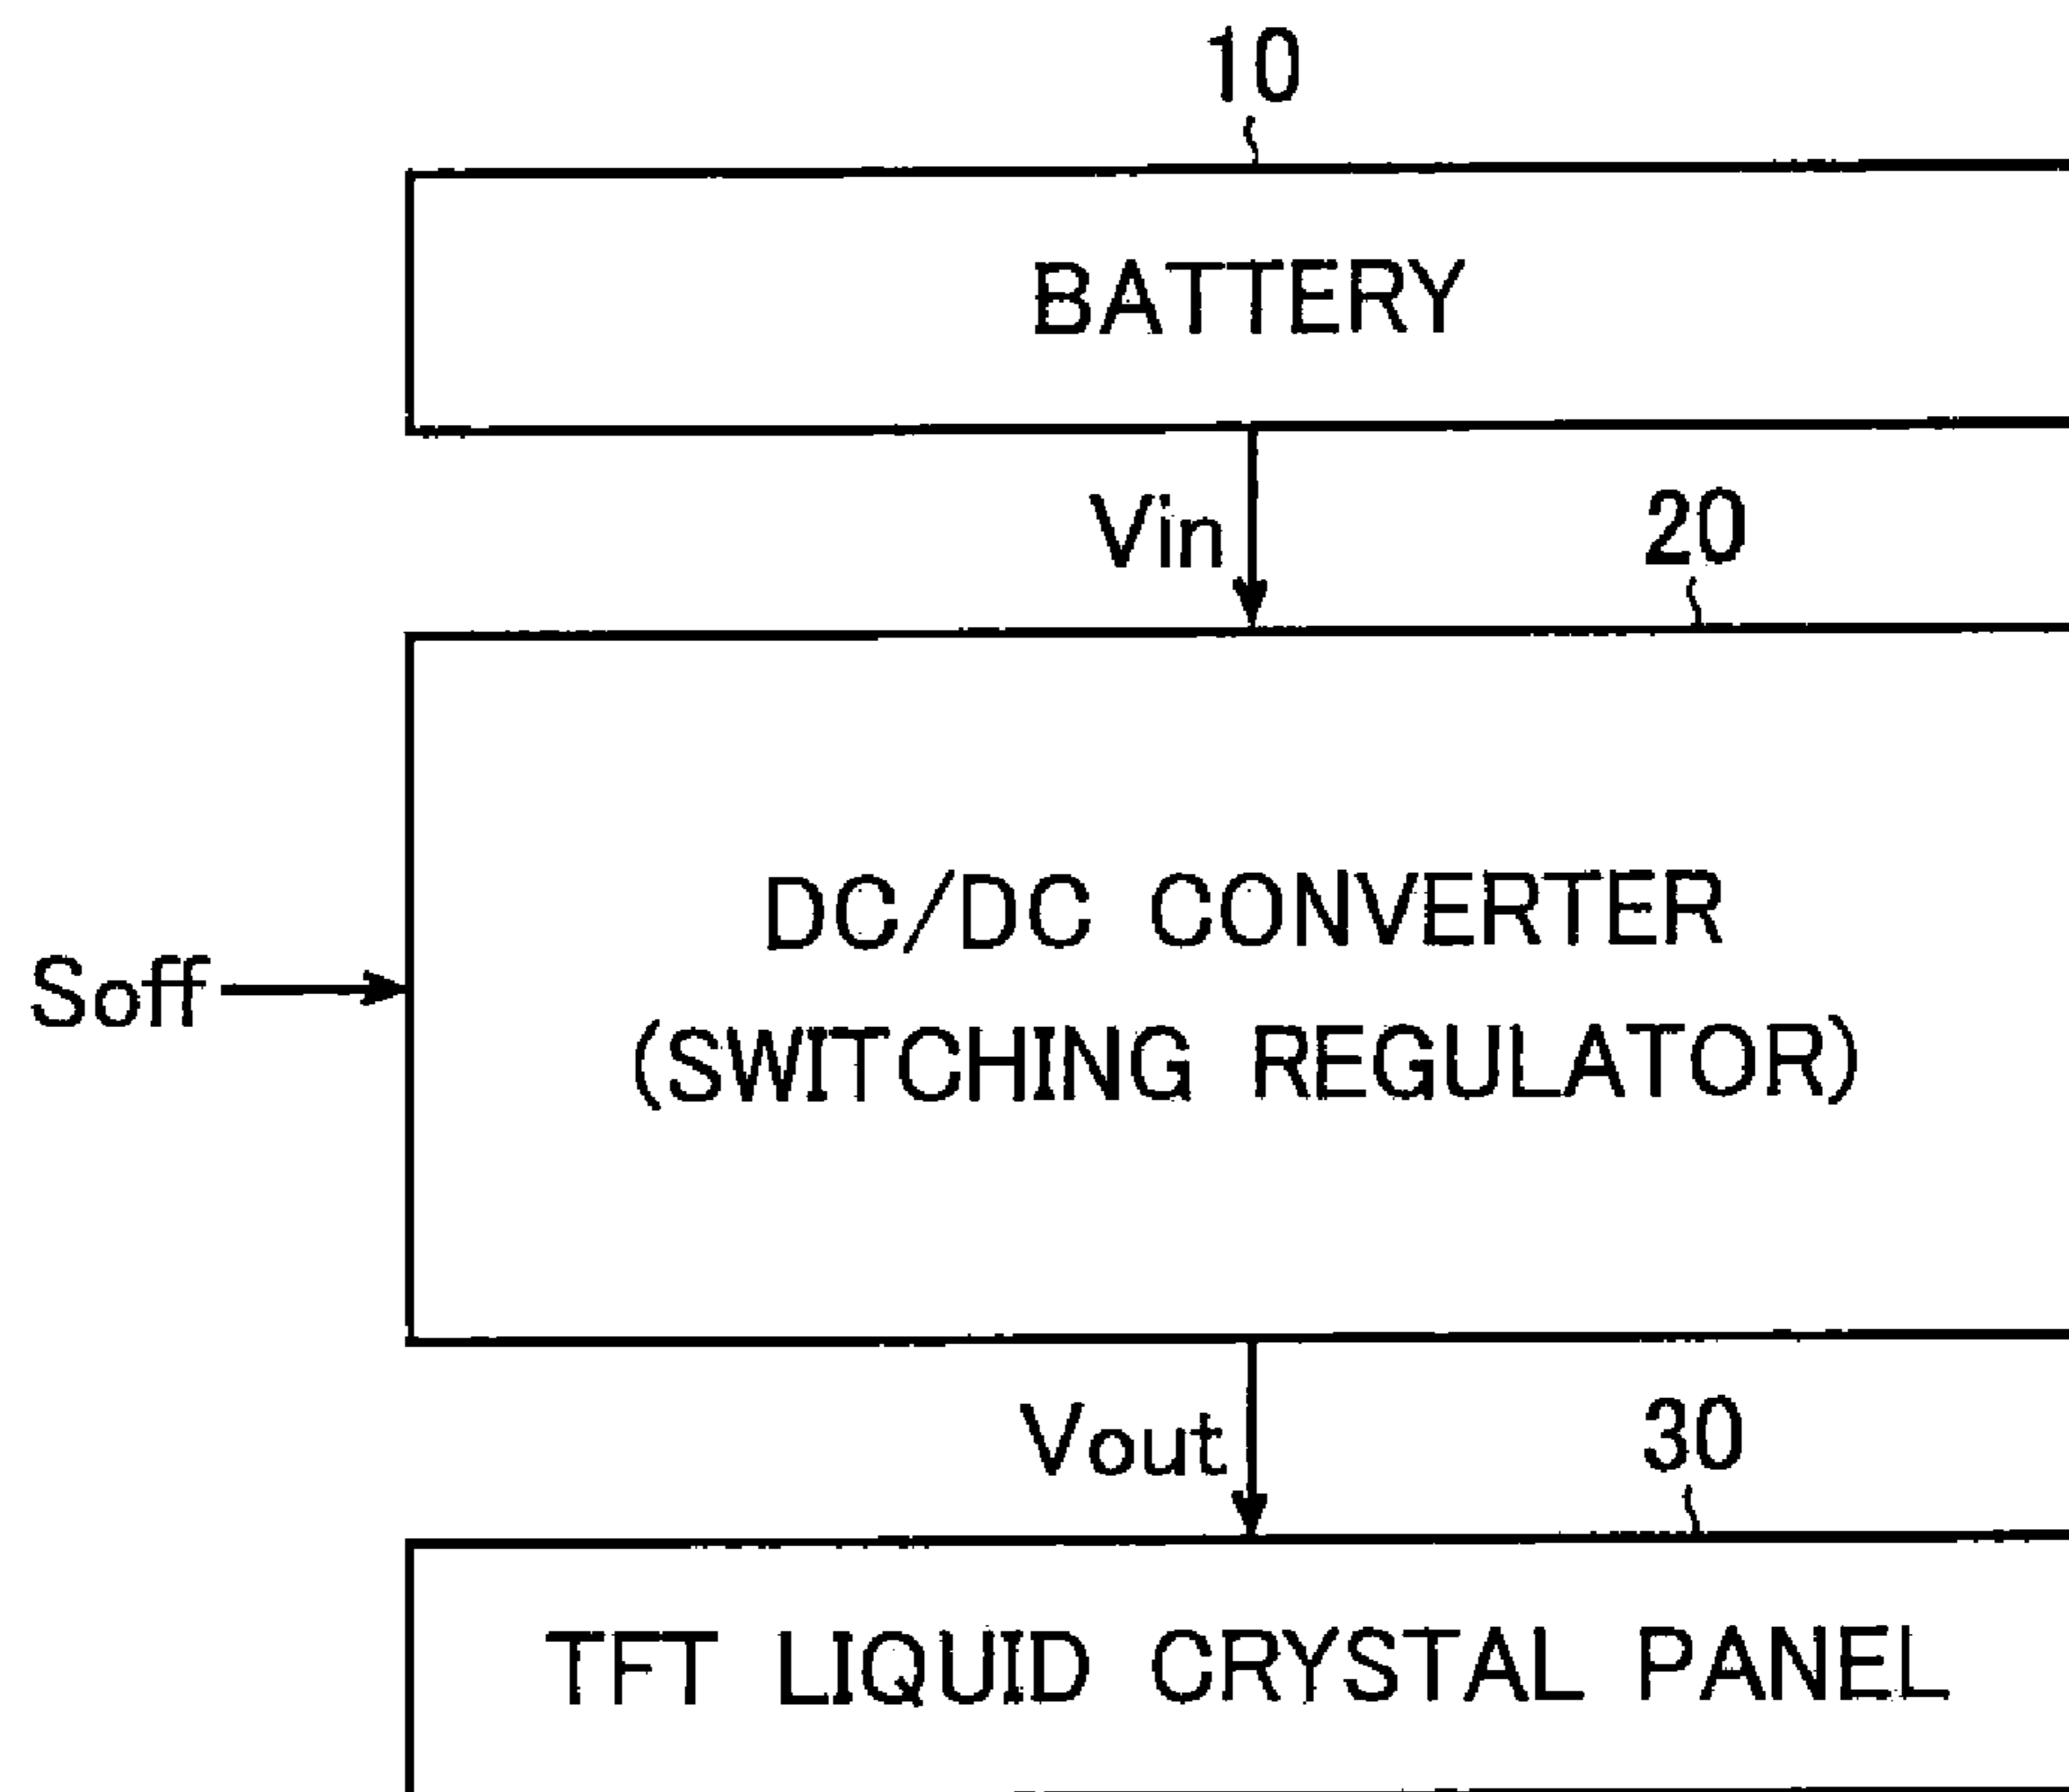 10
BATTERY
Vin
20
DC/DC CONVERTER
Soff
(SWITCHING REGULATOR)
Vout
30
TFT LIQUID CRYSTAL PANEL